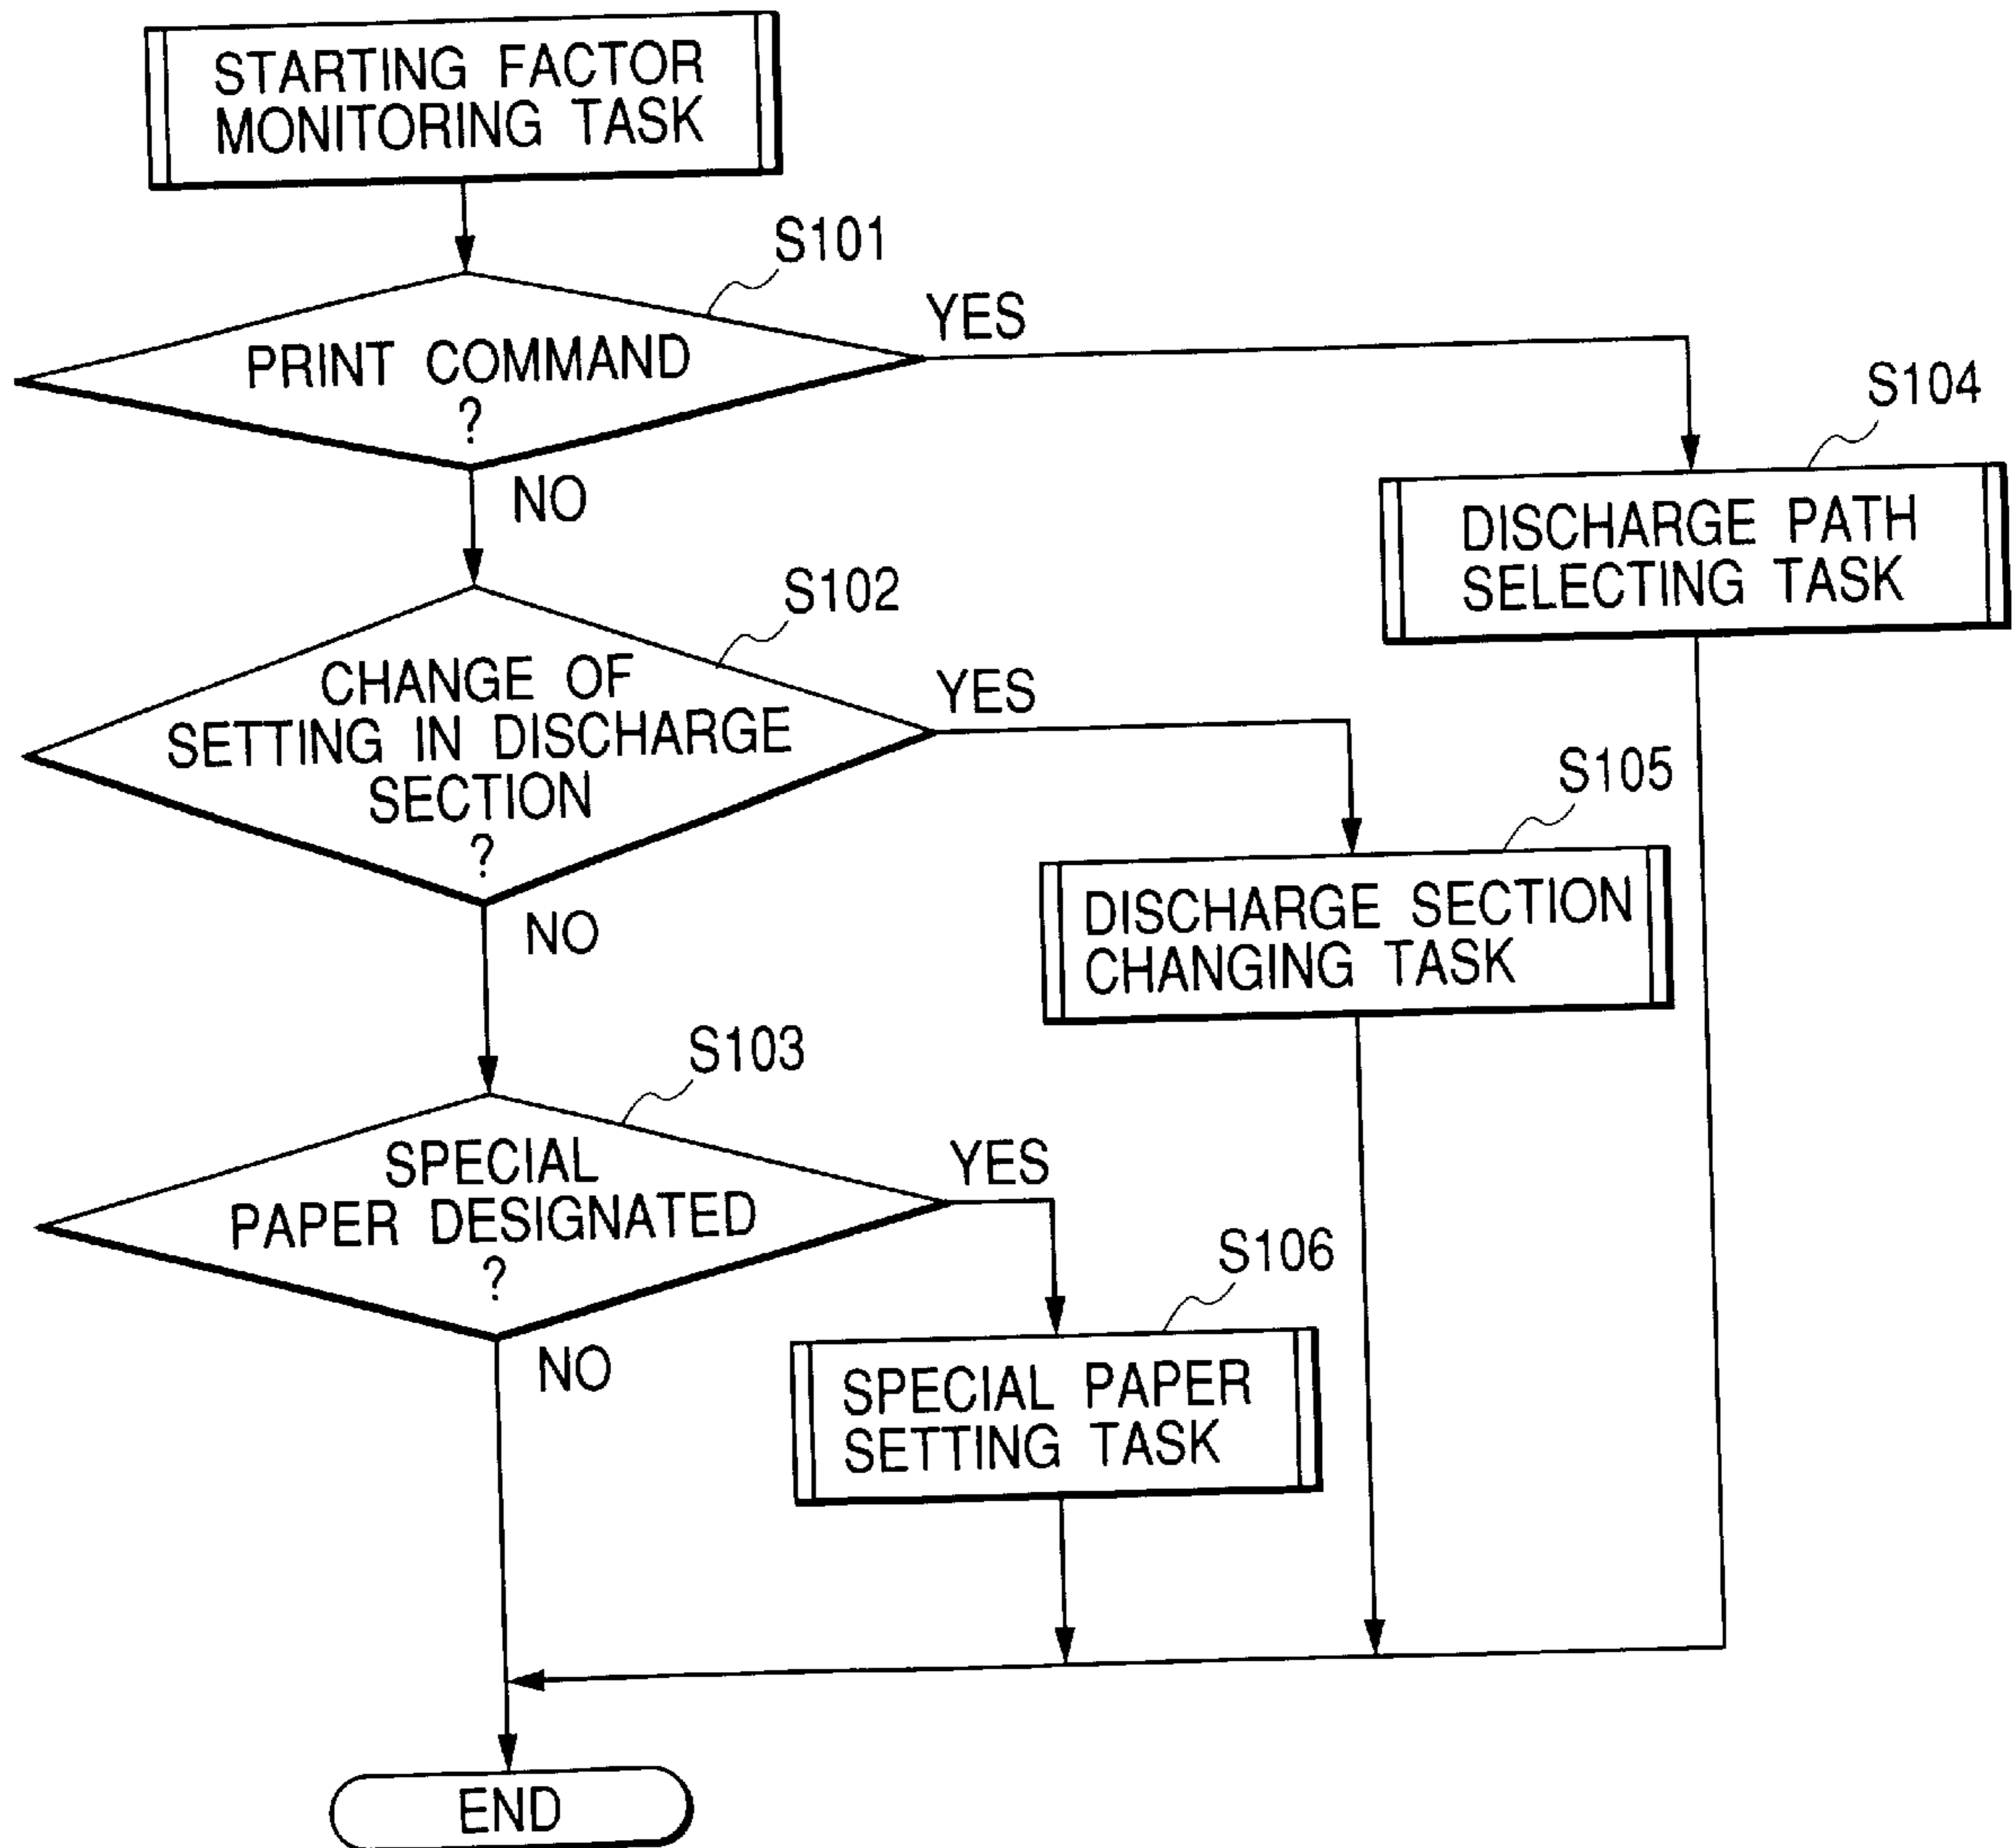 STARTING FACTOR
MONITORING TASK
S101
PRINT COMMAND
?
YES
NO
S104
DISCHARGE PATH
SELECTING TASK
S102
CHANGE OF
SETTING IN DISCHARGE
SECTION
?
YES
NO
S105
DISCHARGE SECTION
CHANGING TASK
S103
SPECIAL
PAPER DESIGNATED
?
YES
NO
S106
SPECIAL PAPER
SETTING TASK
END